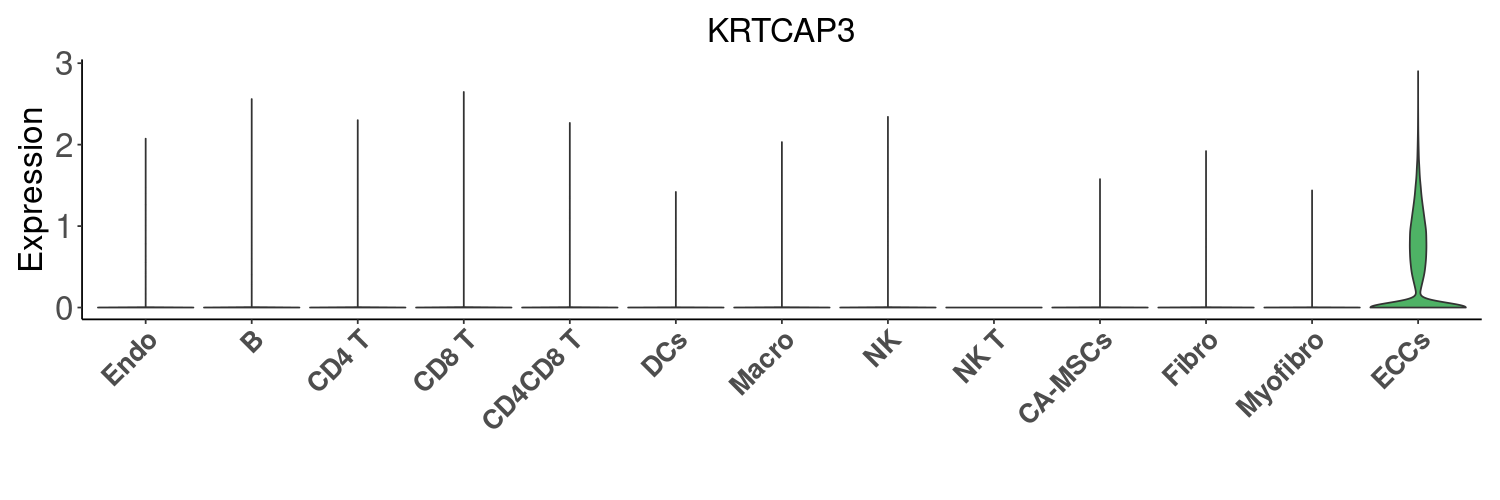 KRTCAP3
Expression
3
2
1
0
Endo
B
CD4 T
CD8 T
CD4CD8 T
DCs
Macro
NK
NK T
CA-MSCs
Fibro
Myofibro
ECCs